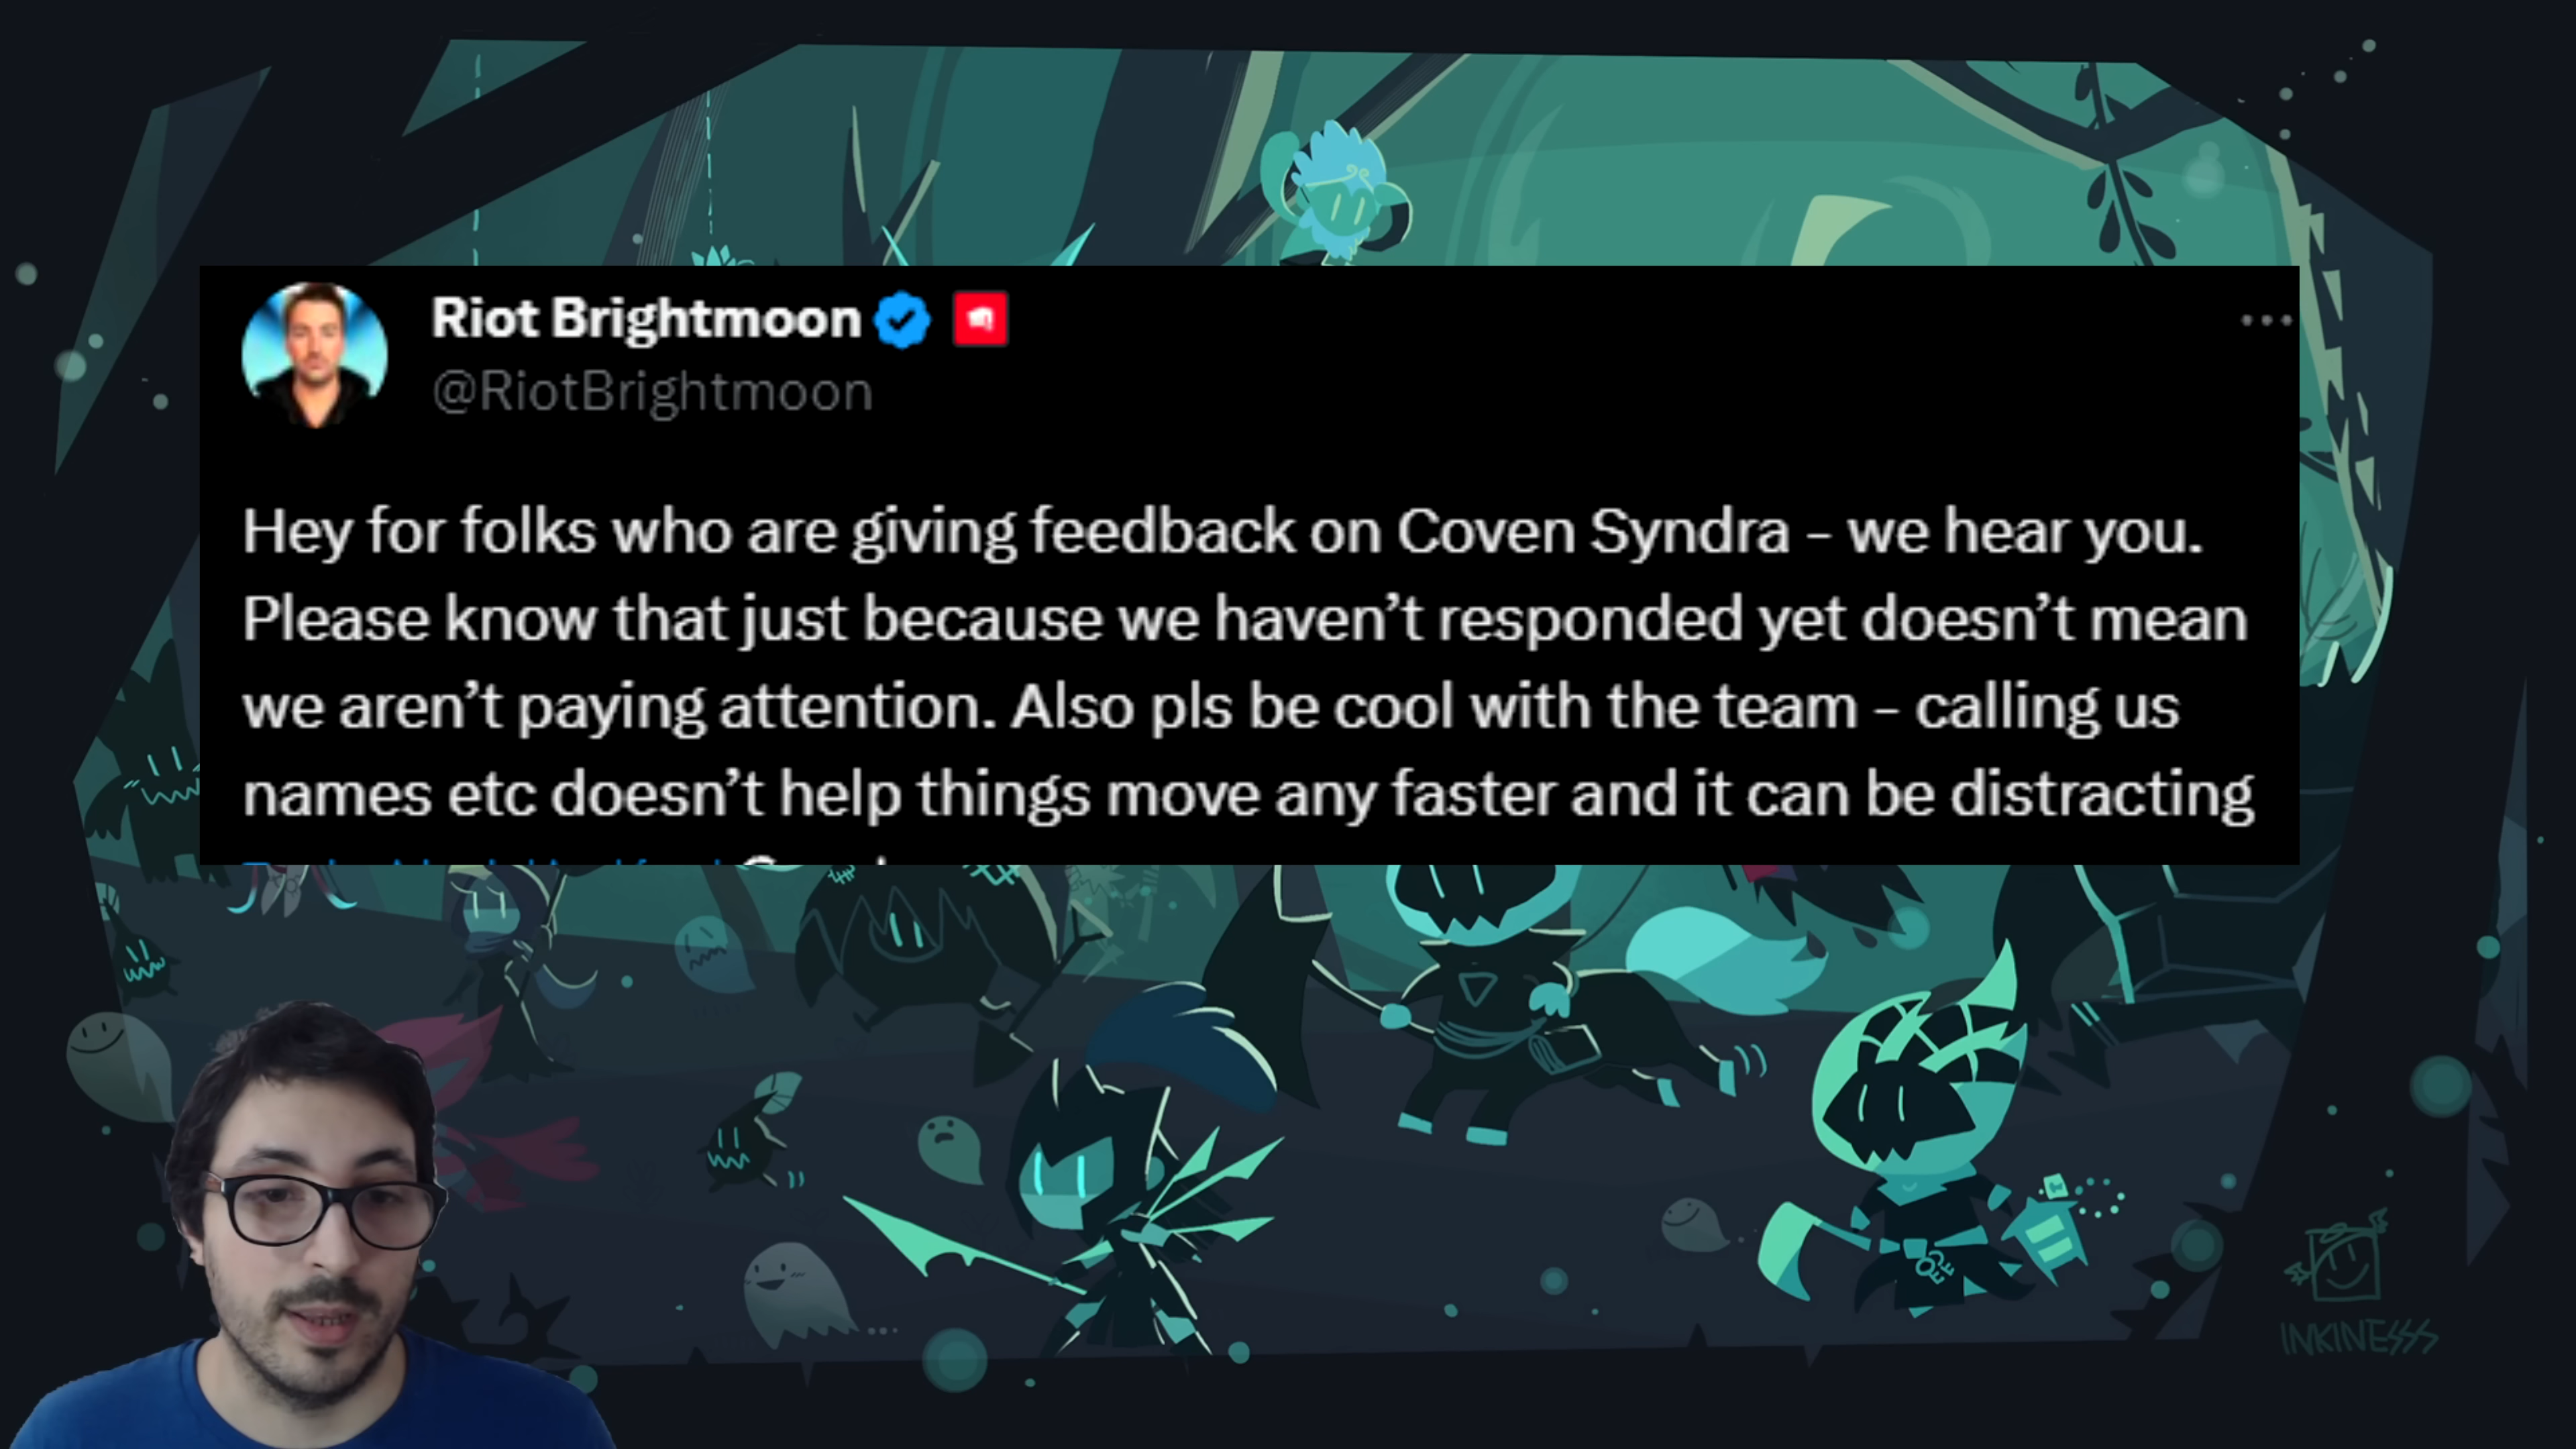 Riot Brightmoon
@RiotBrightmoon
Hey for folks who are giving feedback on Coven Syndra – we hear you.
Please know that just because we haven’t responded yet doesn’t mean
we aren’t paying attention. Also pls be cool with the team – calling us
names etc doesn’t help things move any faster and it can be distracting
INKINESSS